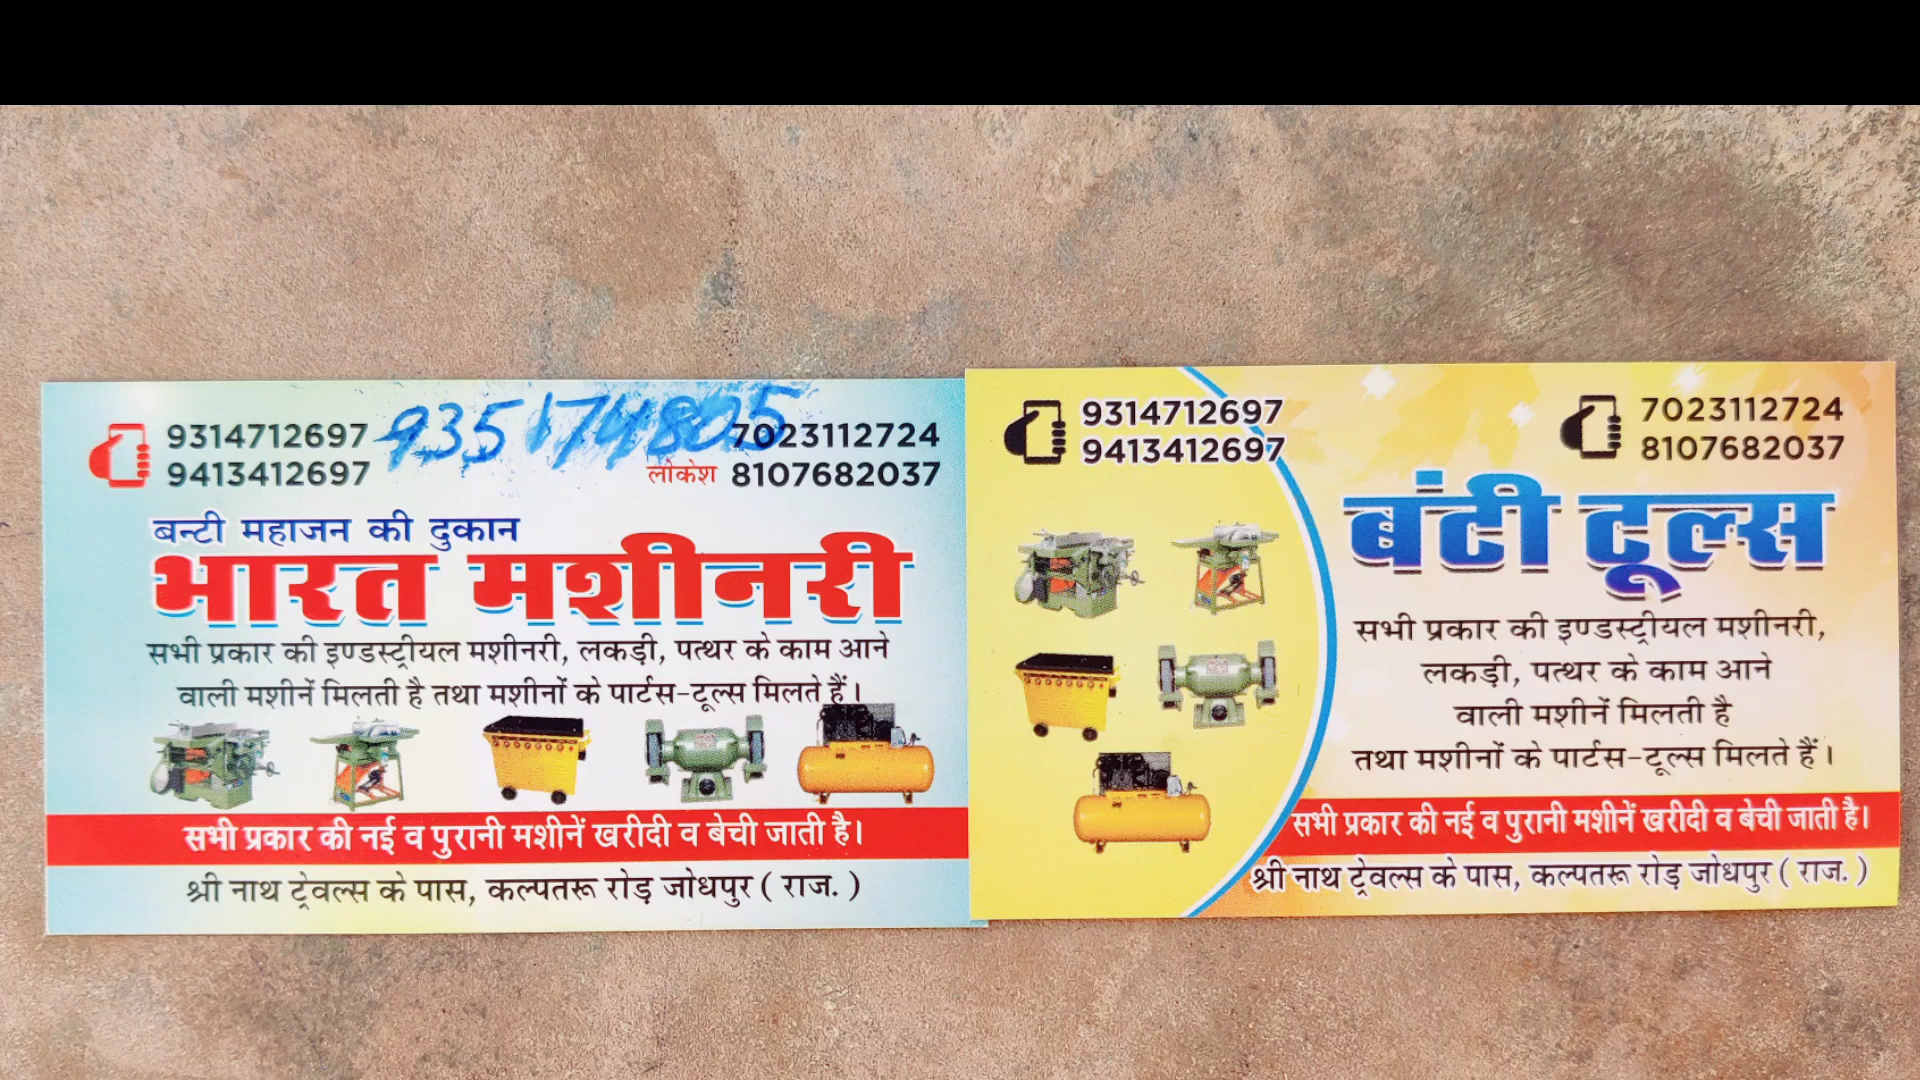 9314712697
9413412697
7023112724
लोकेश 8107682037
बन्टी महाजन की दुकान
भारत मशीनरी
सभी प्रकार की इण्डस्ट्रीयल मशीनरी, लकड़ी, पत्थर के काम आने
वाली मशीनें मिलती है तथा मशीनों के पार्टस-टूल्स मिलते हैं।
सभी प्रकार की नई व पुरानी मशीनें खरीदी व बेची जाती है।
श्री नाथ ट्रेवल्स के पास, कल्पतरू रोड़ जोधपुर ( राज. )
9314712697
9413412697
7023112724
8107682037
बंटी टूल्स
सभी प्रकार की इण्डस्ट्रीयल मशीनरी,
लकड़ी, पत्थर के काम आने
वाली मशीनें मिलती है
तथा मशीनों के पार्टस-टूल्स मिलते हैं।
सभी प्रकार की नई व पुरानी मशीनें खरीदी व बेची जाती है।
श्री नाथ ट्रेवल्स के पास, कल्पतरू रोड़ जोधपुर ( राज. )